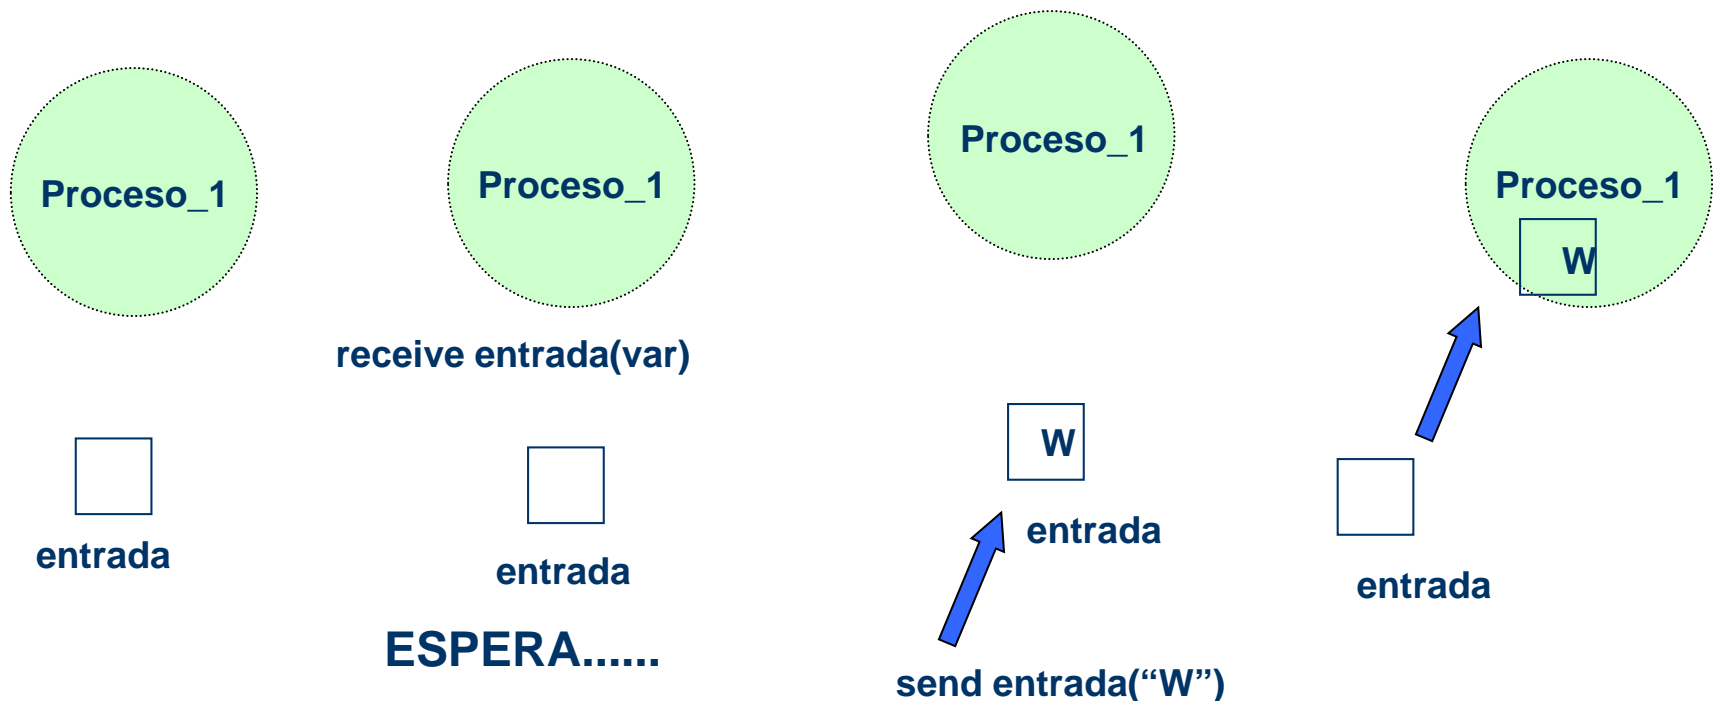 Proceso_1
receive entrada(var)
entrada
Proceso_1
entrada
ESPERA......
Proceso_1
W
entrada
send entrada(“W”)
Proceso_1
W
entrada